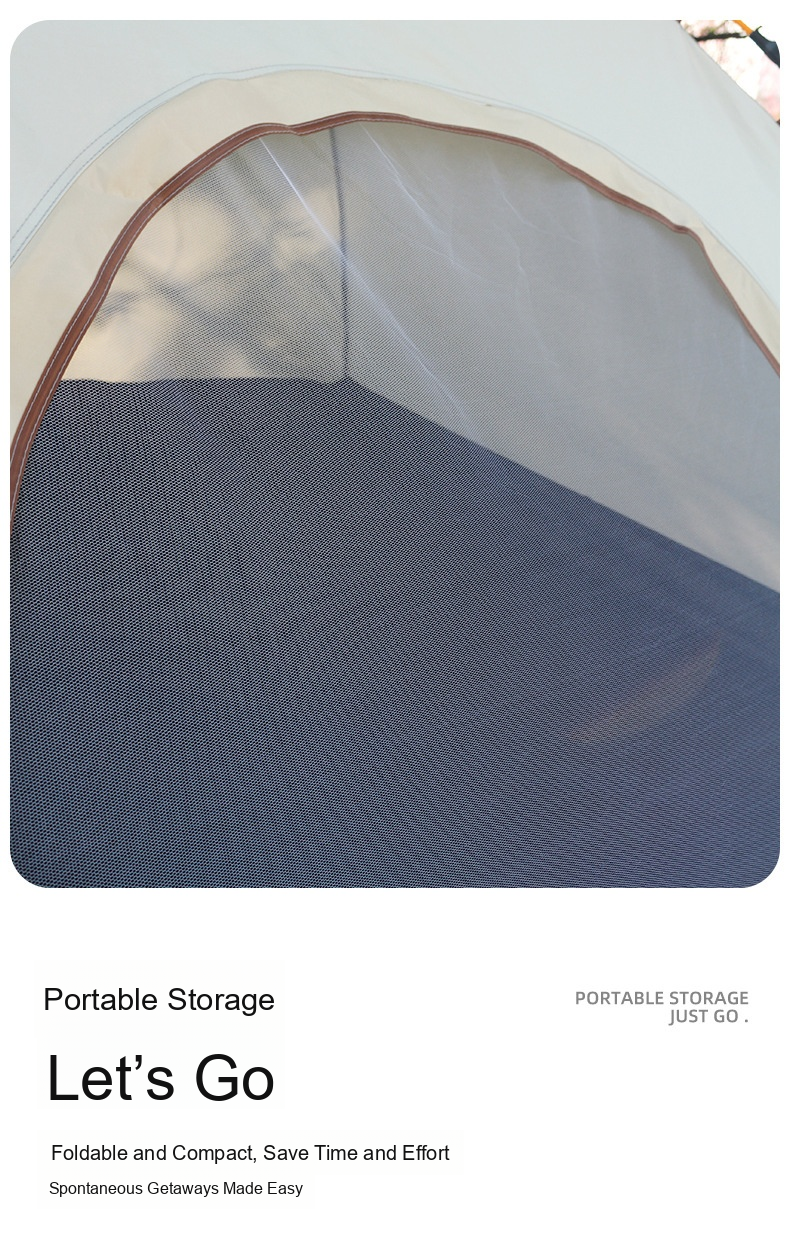 Portable Storage
PORTABLE STORAGE
JUST GO .
Let’s Go
Foldable and Compact, Save Time and Effort
Spontaneous Getaways Made Easy